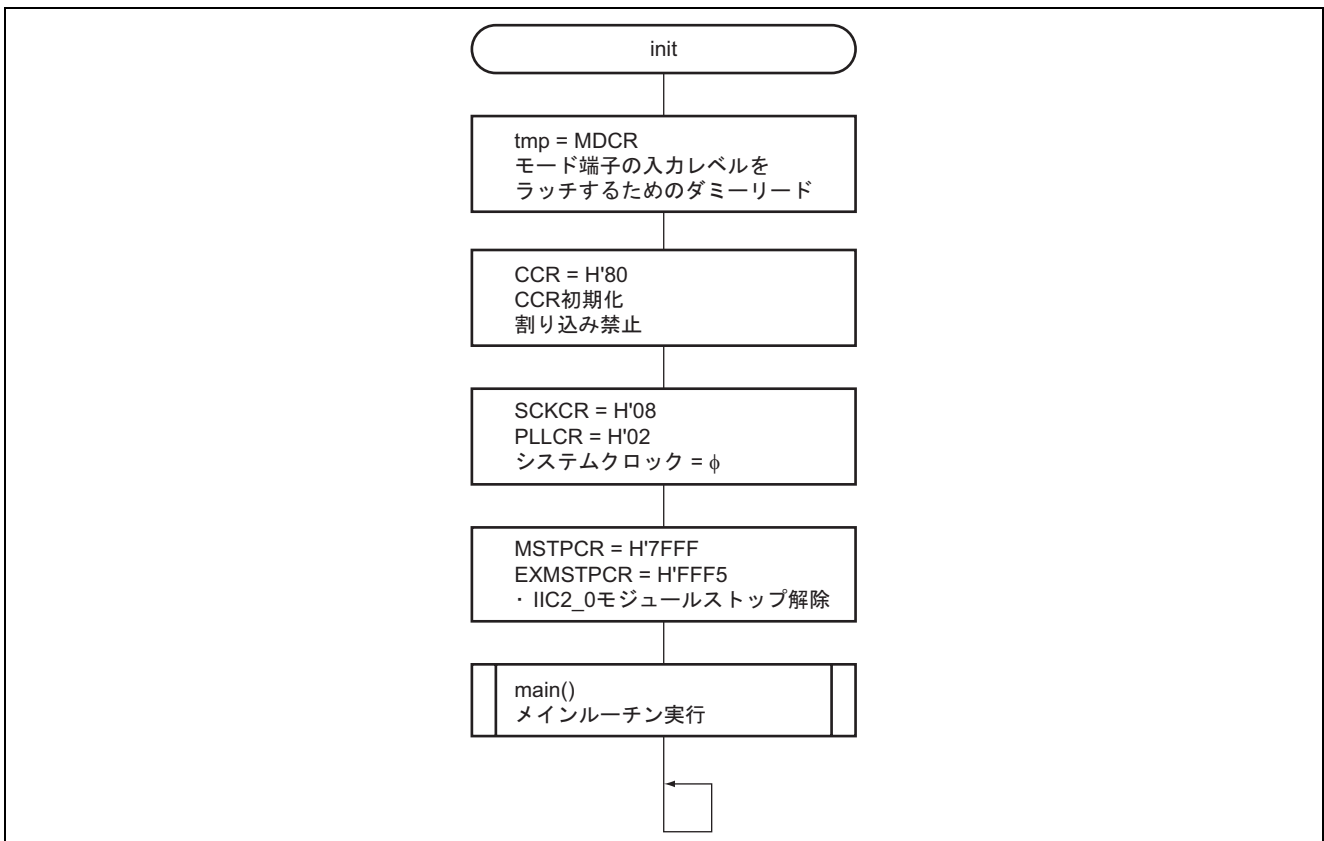 init
tmp = MDCR
モード端子の入力レベルを
ラッチするためのダミーリード
CCR = H'80
CCR初期化
割り込み禁止
SCKCR = H'08
PLLCR = H'02
システムクロック = φ
MSTPCR = H'7FFF
EXMSTPCR = H'FFF5
・IIC2_0モジュールストップ解除
main()
メインルーチン実行